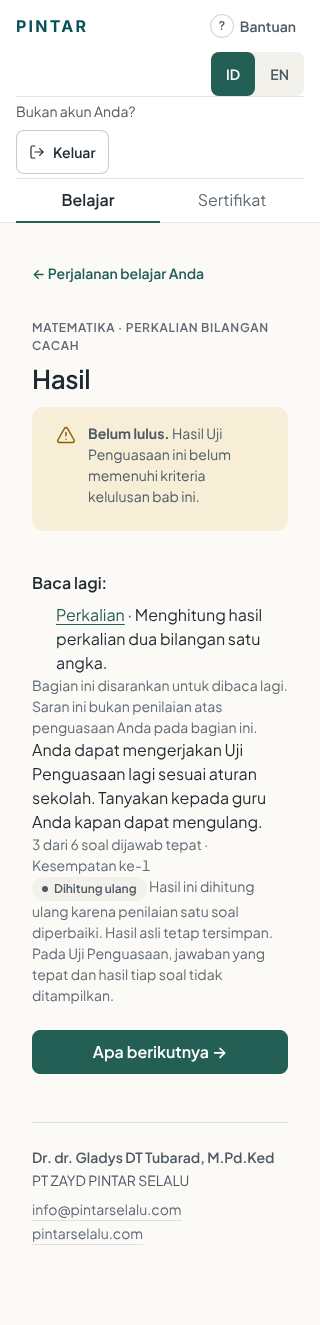 PINTAR
? Bantuan
ID EN
Bukan akun Anda?
Keluar
Belajar Sertifikat
← Perjalanan belajar Anda
MATEMATIKA · PERKALIAN BILANGAN
CACAH
Hasil
Belum lulus. Hasil Uji
Penguasaan ini belum
memenuhi kriteria
kelulusan bab ini.
Baca lagi:
Perkalian · Menghitung hasil
perkalian dua bilangan satu
angka.
Bagian ini disarankan untuk dibaca lagi.
Saran ini bukan penilaian atas
penguasaan Anda pada bagian ini.
Anda dapat mengerjakan Uji
Penguasaan lagi sesuai aturan
sekolah. Tanyakan kepada guru
Anda kapan dapat mengulang.
3 dari 6 soal dijawab tepat ·
Kesempatan ke-1
Dihitung ulang Hasil ini dihitung
ulang karena penilaian satu soal
diperbaiki. Hasil asli tetap tersimpan.
Pada Uji Penguasaan, jawaban yang
tepat dan hasil tiap soal tidak
ditampilkan.
Apa berikutnya →
Dr. dr. Gladys DT Tubarad, M.Pd.Ked
PT ZAYD PINTAR SELALU
info@pintarselalu.com
pintarselalu.com